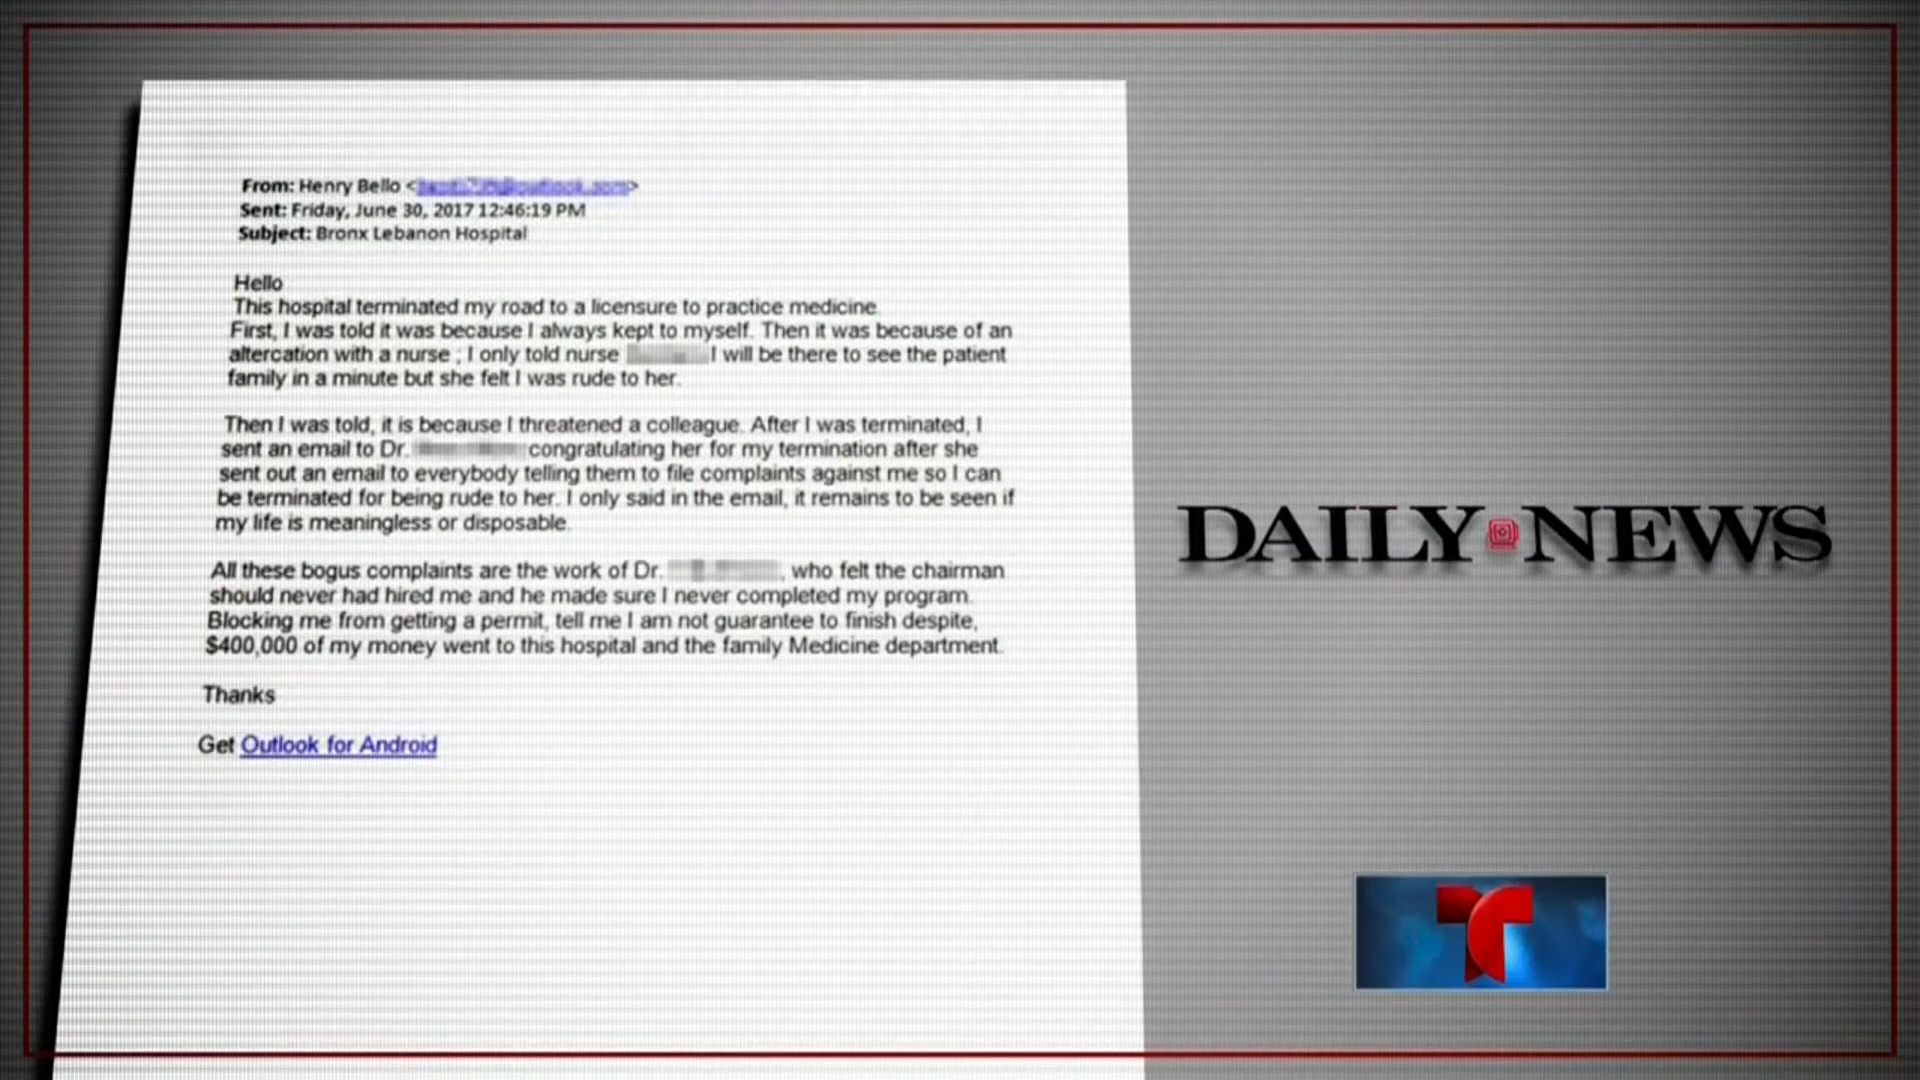 From: Henry Bello <
Sent: Friday, June 30, 2017 12:46:19 PM
Subject: Bronx Lebanon Hospital
Hello
This hospital terminated my road to a licensure to practice medicine.
First, I was told it was because I always kept to myself. Then it was because of an
altercation with a nurse ; I only told nurse I will be there to see the patient
family in a minute but she felt I was rude to her.
Then I was told, it is because I threatened a colleague. After I was terminated, I
sent an email to Dr. congratulating her for my termination after she
sent out an email to everybody telling them to file complaints against me so I can
be terminated for being rude to her. I only said in the email, it remains to be seen if
my life is meaningless or disposable.
All these bogus complaints are the work of Dr. , who felt the chairman
should never had hired me and he made sure I never completed my program.
Blocking me from getting a permit, tell me I am not guarantee to finish despite,
$400,000 of my money went to this hospital and the family Medicine department.
Thanks
Get Outlook for Android
DAILY NEWS